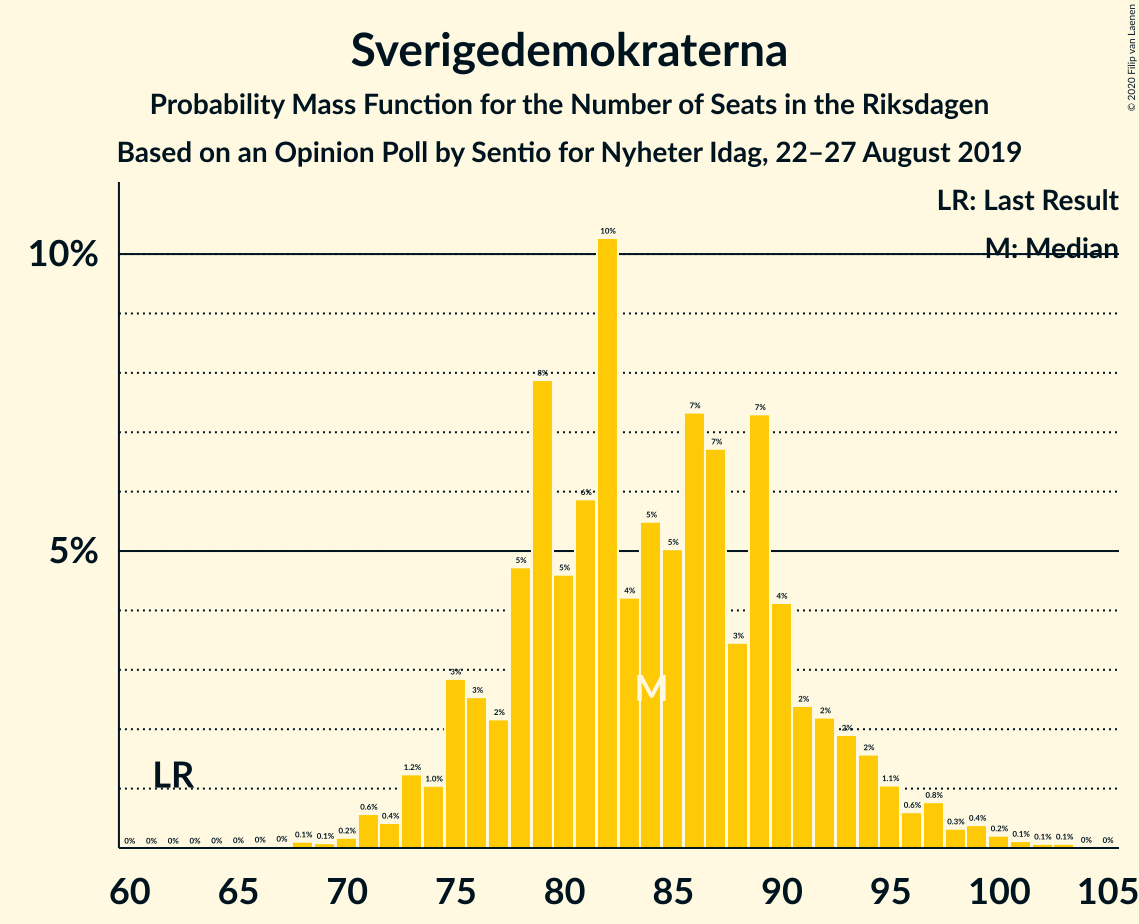 Sverigedemokraterna
Probability Mass Function for the Number of Seats in the Riksdagen
Based on an Opinion Poll by Sentio for Nyheter Idag, 22–27 August 2019
© 2020 Filip van Laenen
LR: Last Result
M: Median
10%
5%
0% 0% 0% 0% 0% 0% 0% 0% 0.1% 0.1% 0.2% 0.6% 0.4% 1.2% 1.0% 3% 3% 2% 5% 8% 5% 6% 10% 4% 5% 5% 7% 7% 3% 7% 4% 2% 2% 2% 2% 1.1% 0.6% 0.8% 0.3% 0.4% 0.2% 0.1% 0.1% 0.1% 0% 0%
LR
M
60 65 70 75 80 85 90 95 100 105